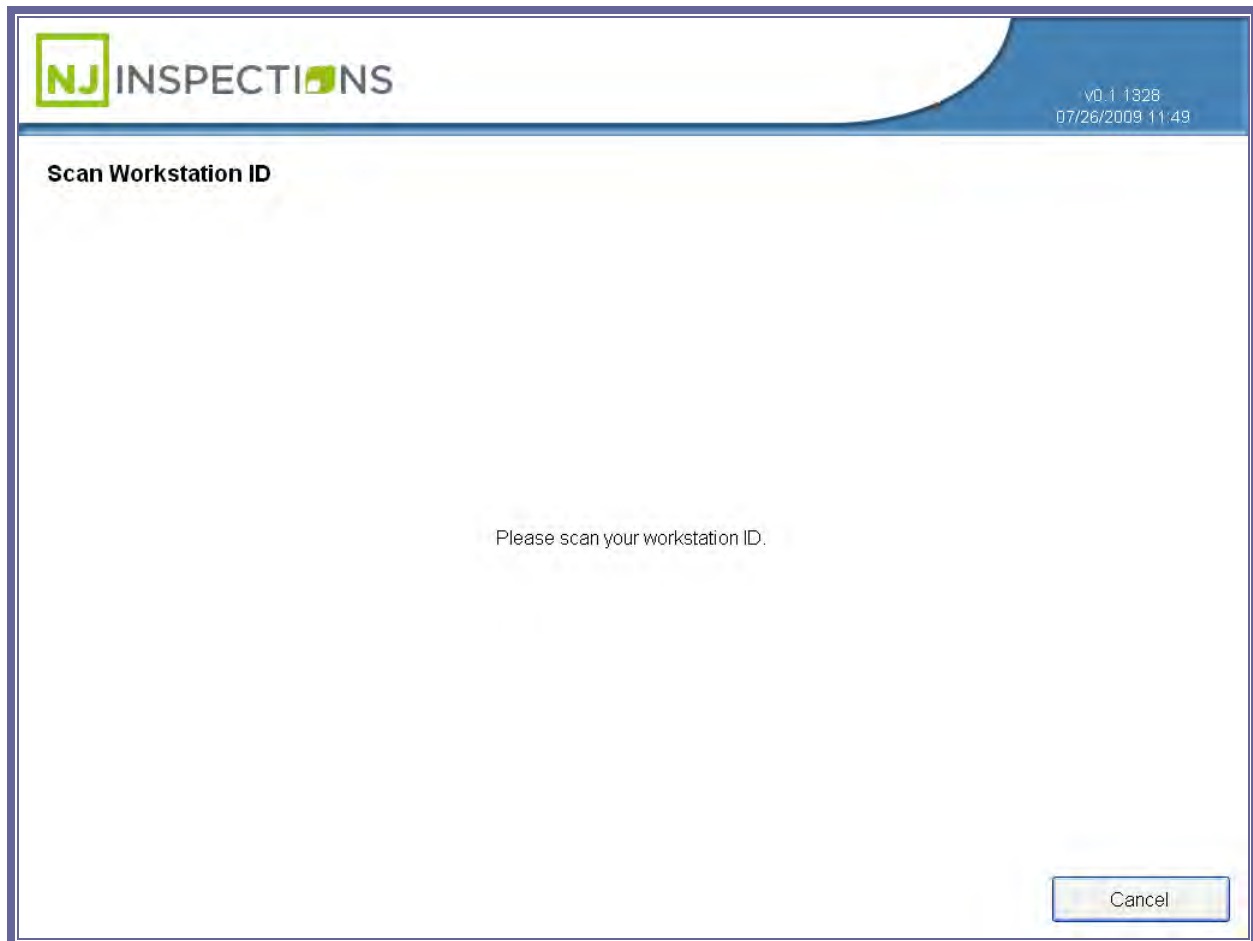 NJ INSPECTIONS
v0.1.1328
07/26/2009 11:49
Scan Workstation ID
Please scan your workstation ID.
Cancel